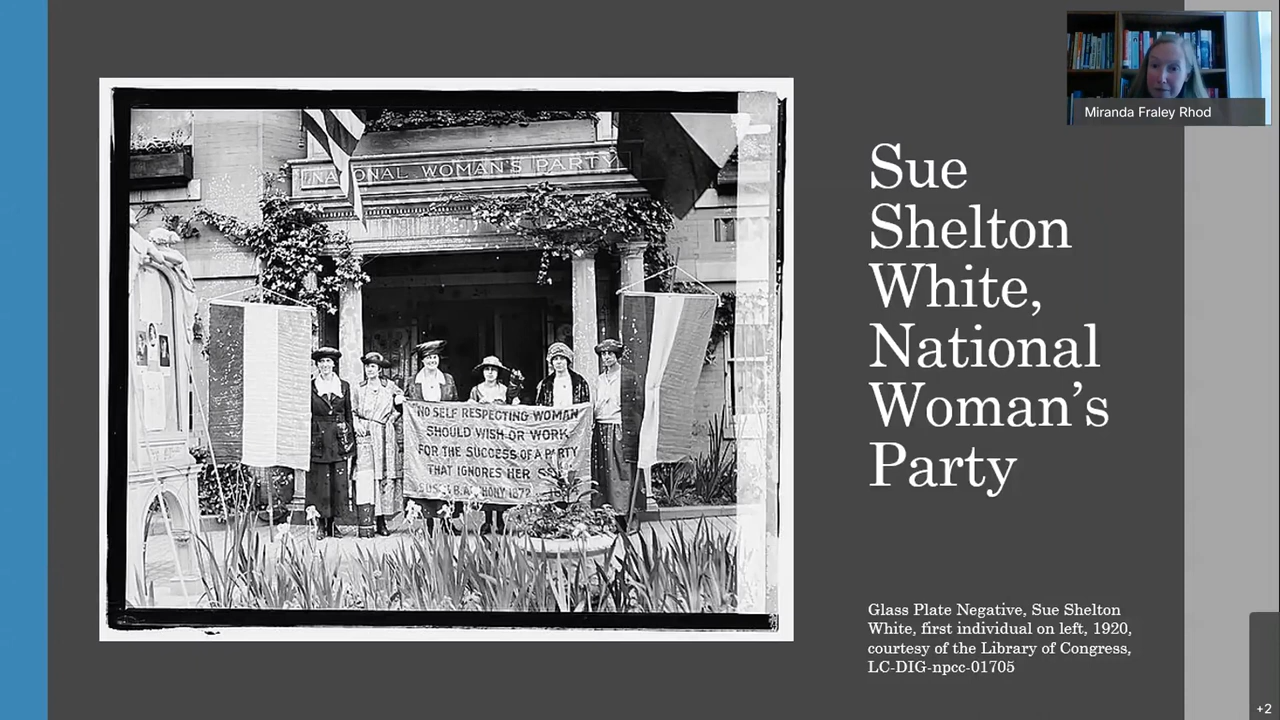 Miranda Fraley Rhod
Sue
Shelton
White,
National
Woman's
Party
NATIONAL WOMAN'S PARTY
"NO SELF RESPECTING WOMAN
SHOULD WISH OR WORK
FOR THE SUCCESS OF A PARTY
THAT IGNORES HER SEX
SUSAN B. ANTHONY 1872
Glass Plate Negative, Sue Shelton
White, first individual on left, 1920,
courtesy of the Library of Congress,
LC-DIG-npcc-01705
+2